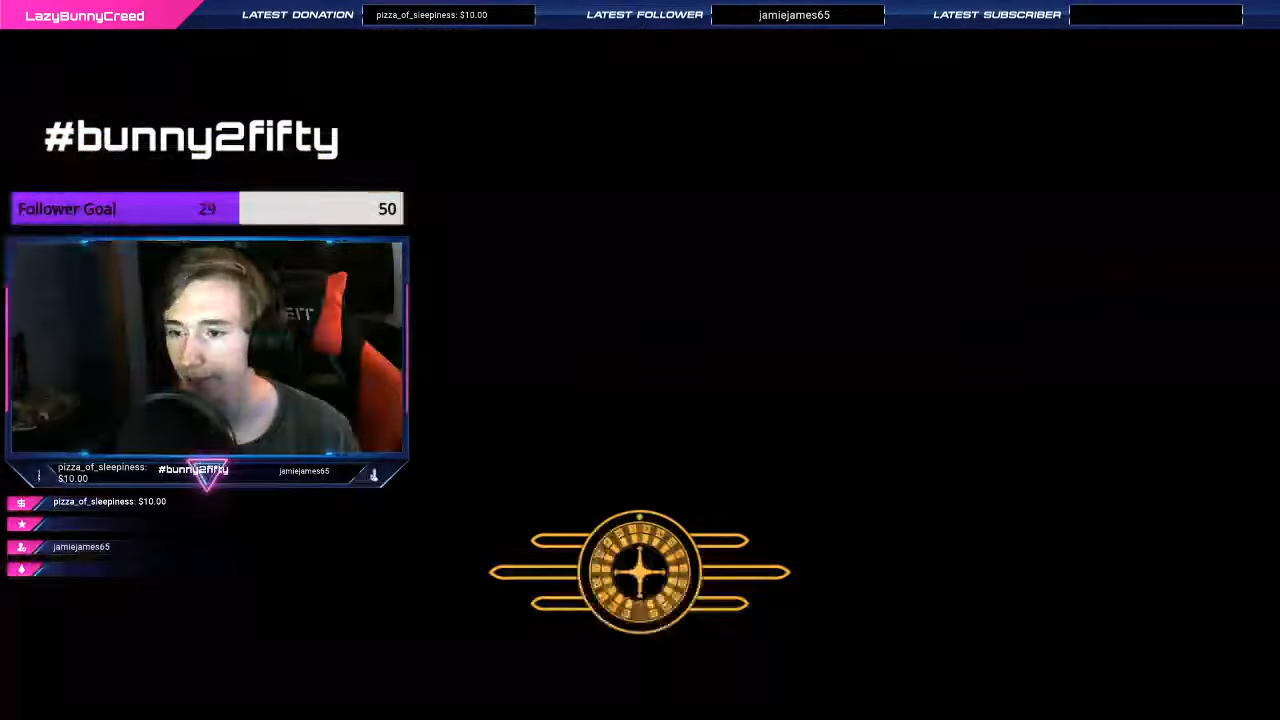 LazyBunnyCreed
LATEST DONATION
pizza_of_sleepiness: $10.00
LATEST FOLLOWER
jamiejames65
LATEST SUBSCRIBER
#bunny2fifty
Follower Goal 29 50
pizza_of_sleepiness:
$10.00
#bunny2fifty
jamiejames65
pizza_of_sleepiness: $10.00
jamiejames65